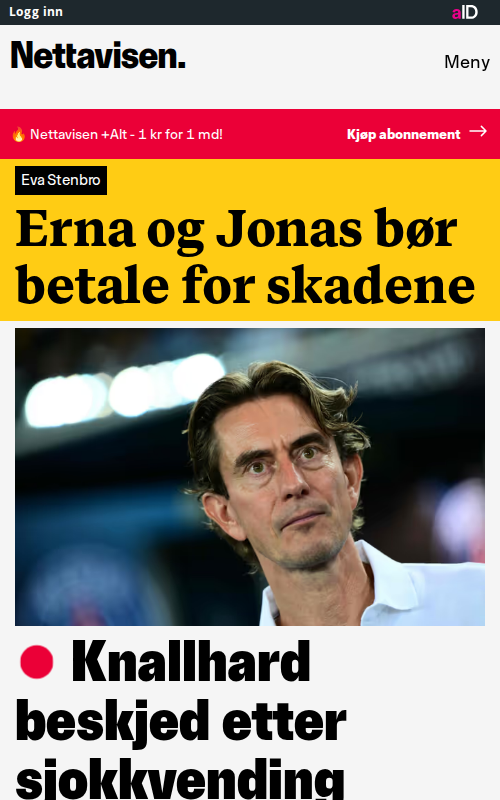 Logg inn
aID
Nettavisen.
Meny
🔥 Nettavisen +Alt - 1 kr for 1 md!
Kjøp abonnement →
Eva Stenbro
Erna og Jonas bør
betale for skadene
Knallhard
beskjed etter
sjokkvending